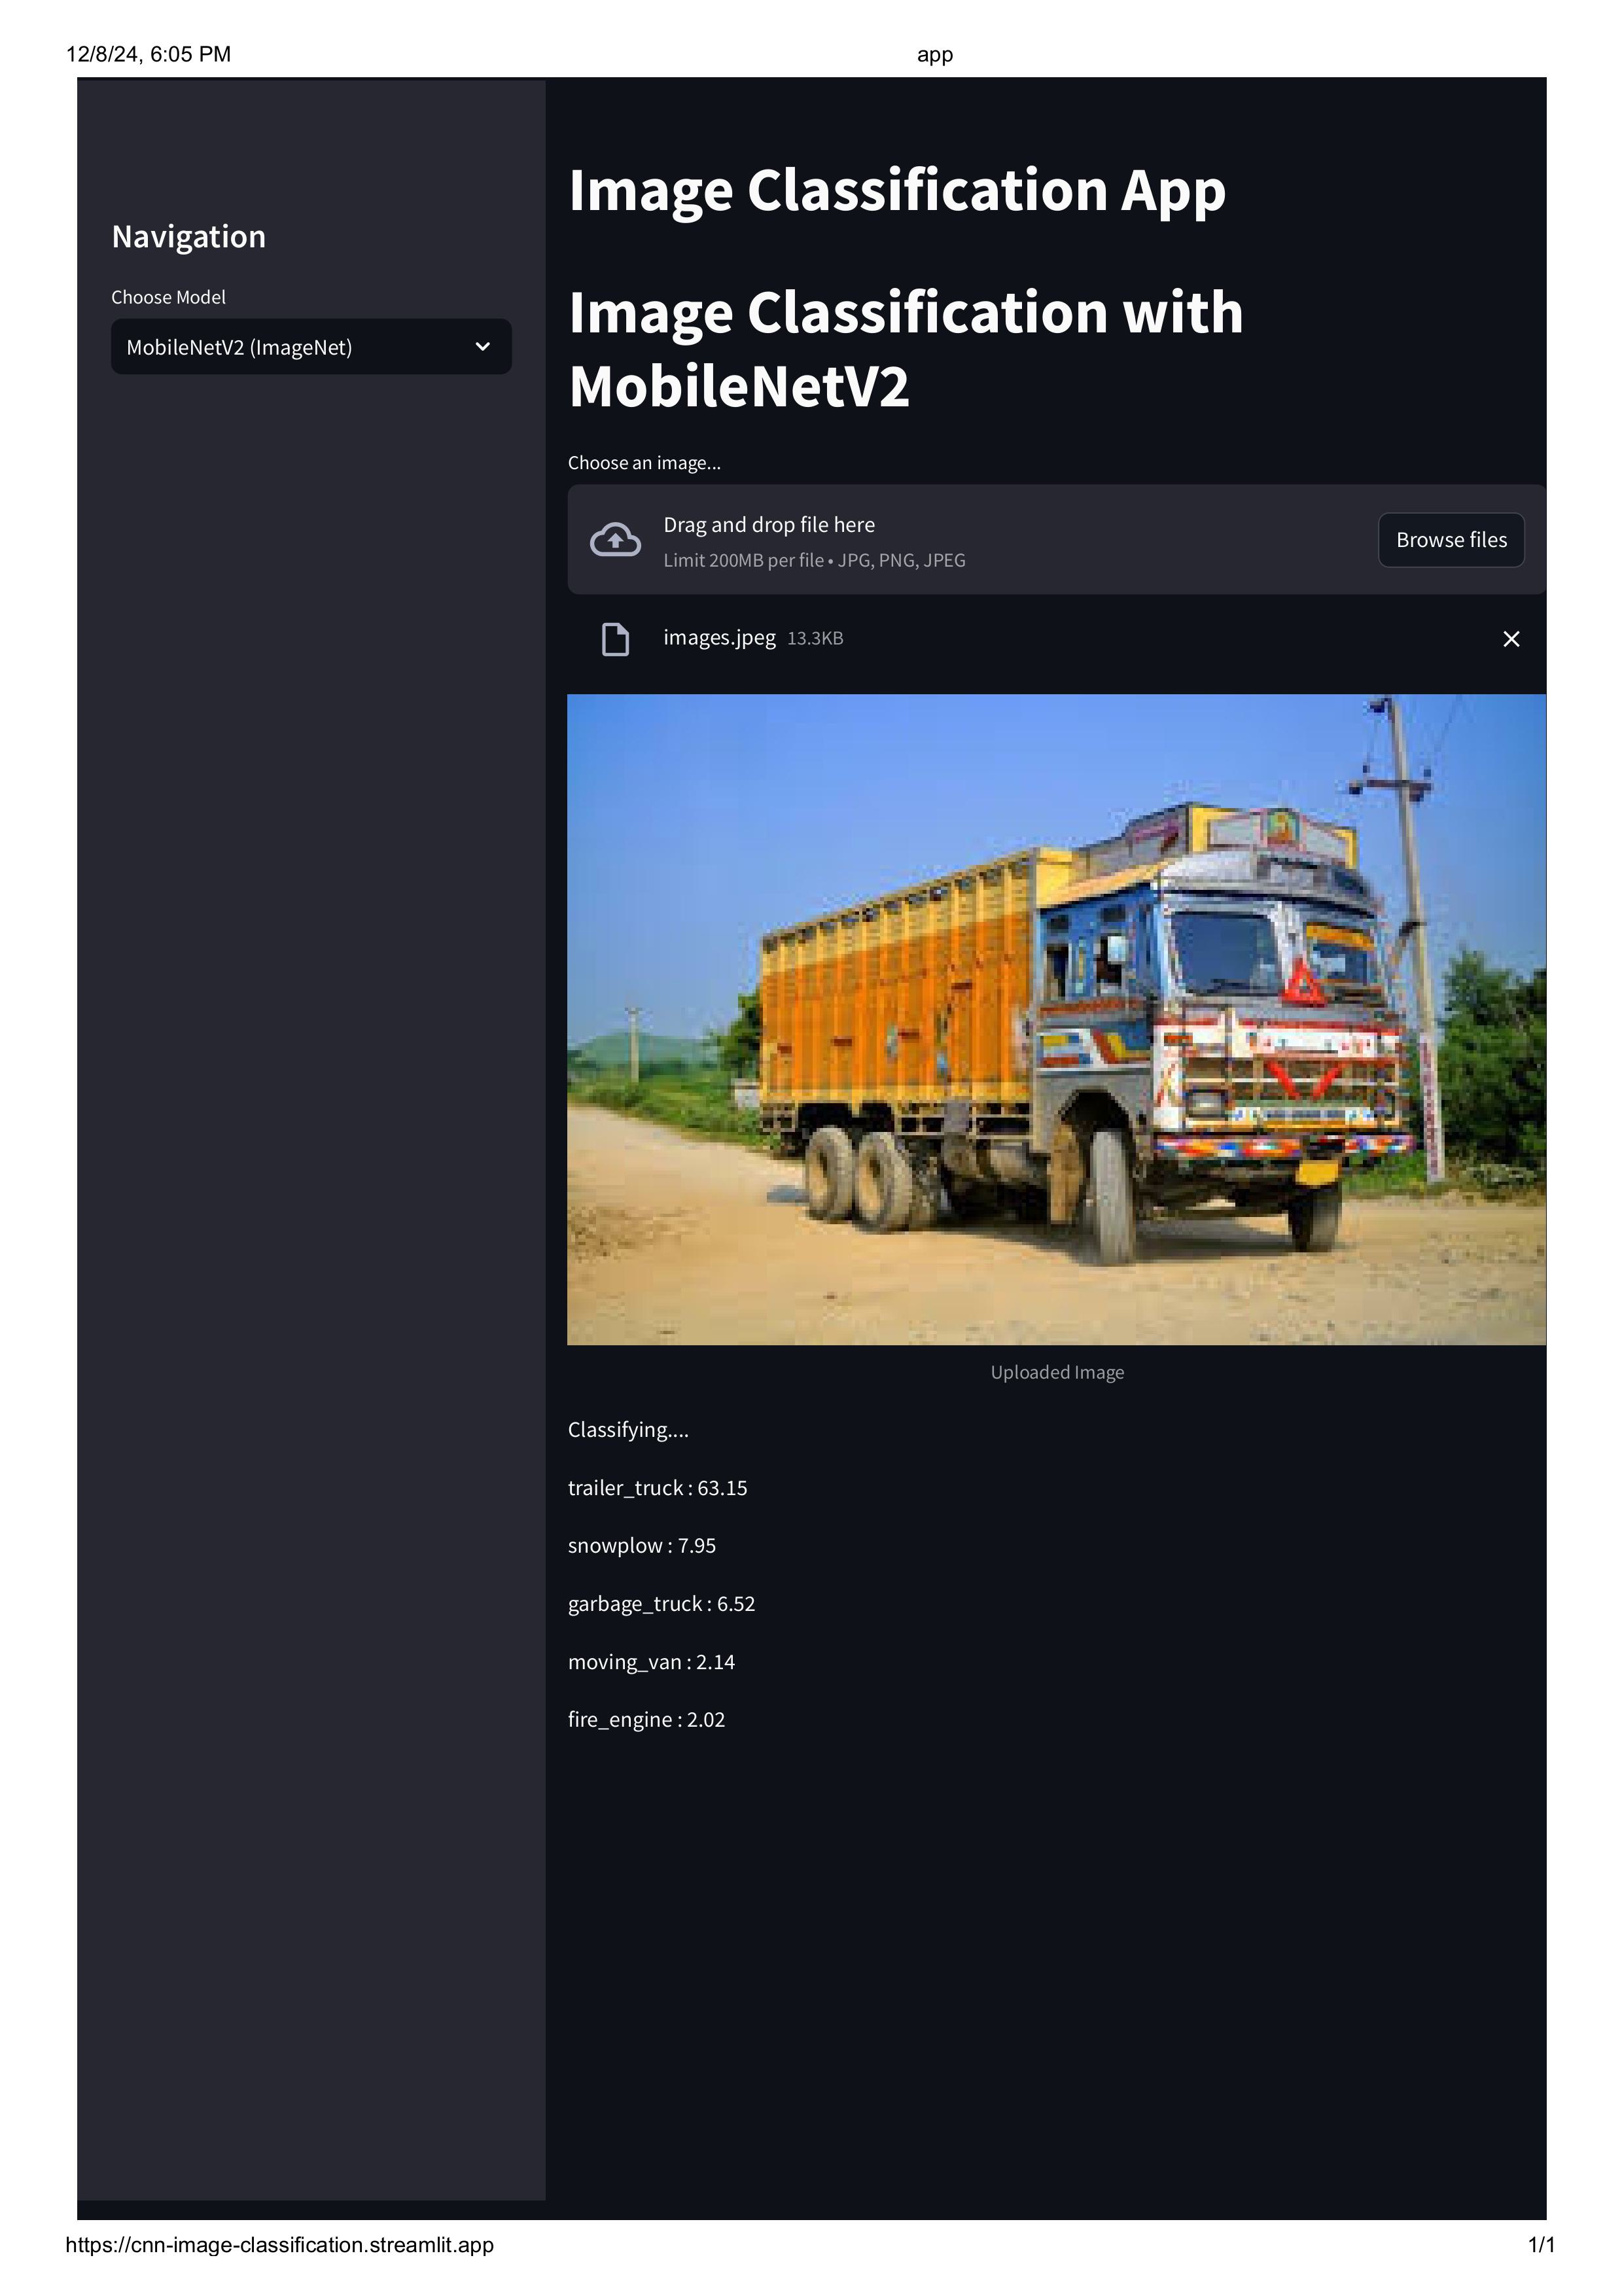 12/8/24, 6:05 PM
app
Navigation
Choose Model
MobileNetV2 (ImageNet)
Image Classification App
Image Classification with
MobileNetV2
Choose an image...
Drag and drop file here
Limit 200MB per file • JPG, PNG, JPEG
Browse files
images.jpeg 13.3KB
Uploaded Image
Classifying....
trailer_truck : 63.15
snowplow : 7.95
garbage_truck : 6.52
moving_van : 2.14
fire_engine : 2.02
https://cnn-image-classification.streamlit.app
1/1